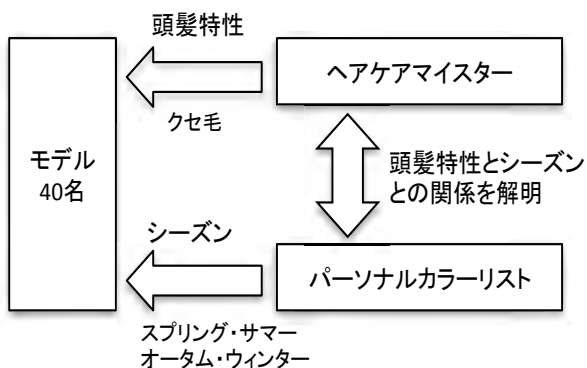 頭髪特性
ヘアケアマイスター
クセ毛
モデル
40名
頭髪特性とシーズン
との関係を解明
シーズン
パーソナルカラーリスト
スプリング・サマー
オータム・ウィンター